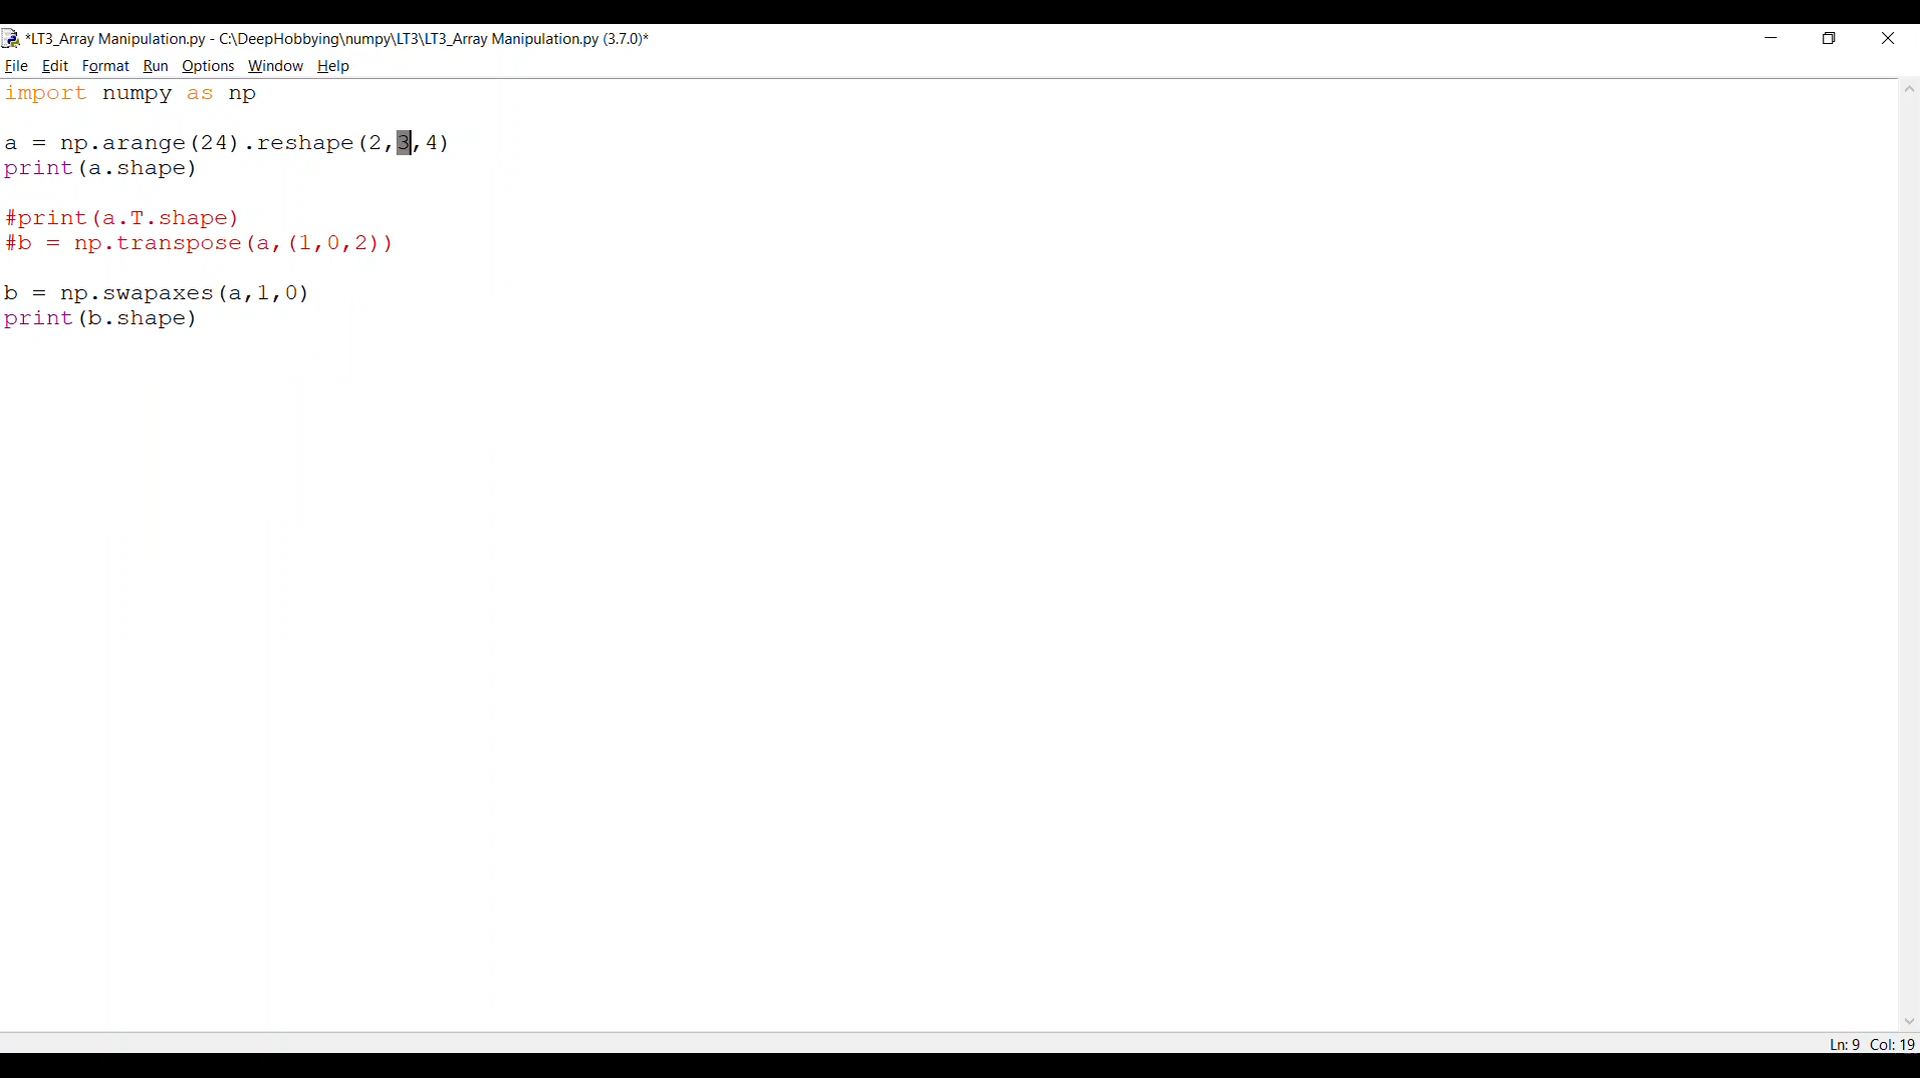 *LT3_Array Manipulation.py - C:\DeepHobbying\numpy\LT3\LT3_Array Manipulation.py (3.7.0)*
File Edit Format Run Options Window Help
import numpy as np
a = np.arange(24).reshape(2,3,4)
print(a.shape)
#print(a.T.shape)
#b = np.transpose(a,(1,0,2))
b = np.swapaxes(a,1,0)
print(b.shape)
Ln: 9 Col: 19